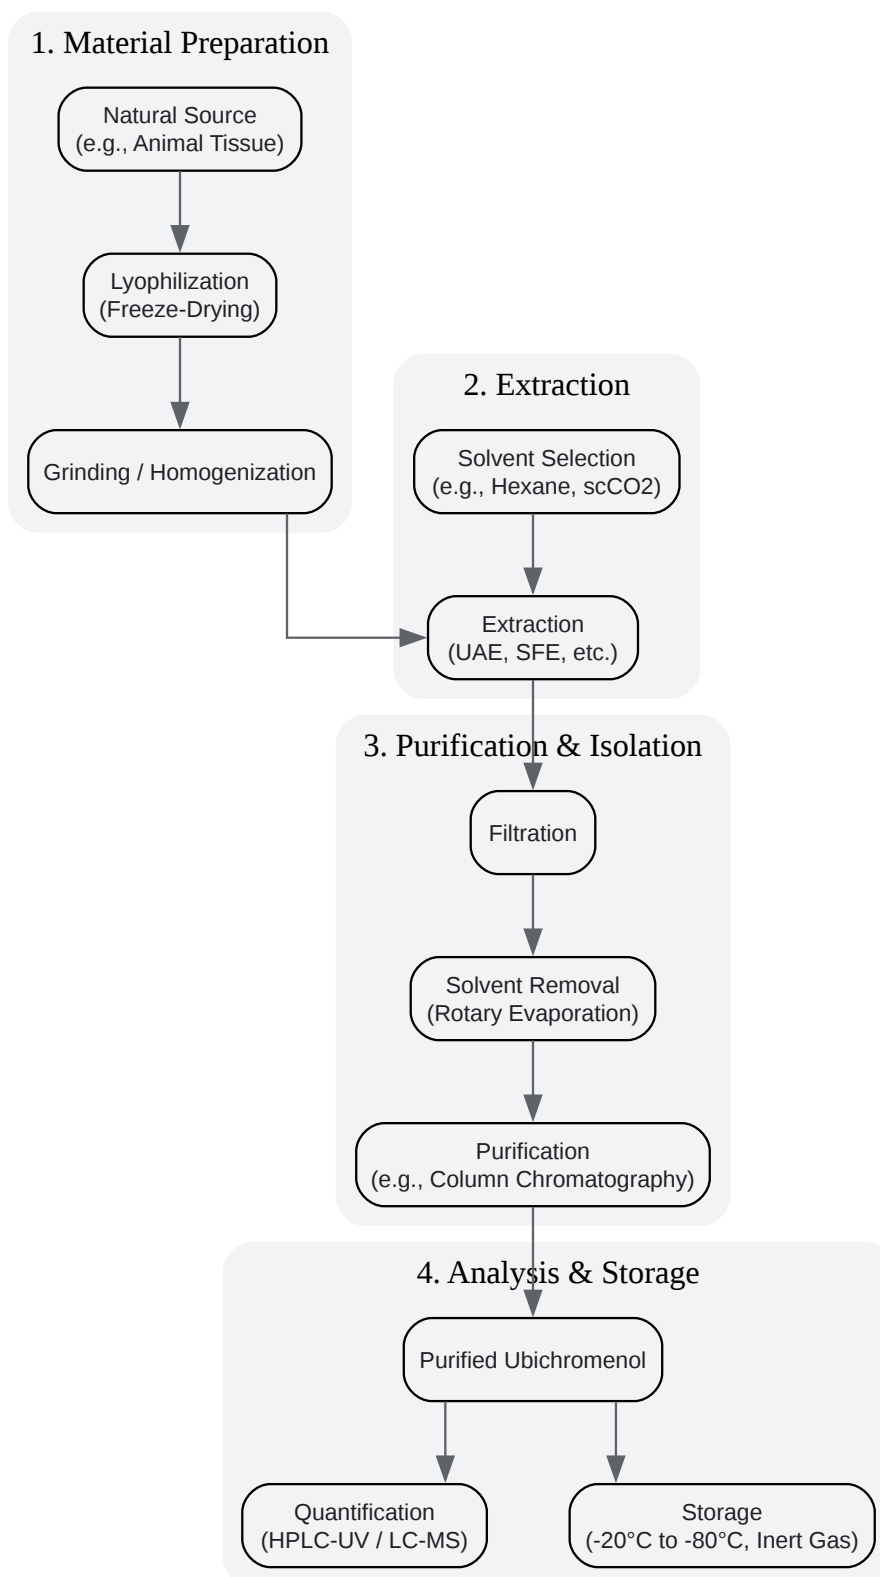 1. Material Preparation
Natural Source
(e.g., Animal Tissue)
Lyophilization
(Freeze-Drying)
Grinding / Homogenization
2. Extraction
Solvent Selection
(e.g., Hexane, scCO2)
Extraction
(UAE, SFE, etc.)
3. Purification & Isolation
Filtration
Solvent Removal
(Rotary Evaporation)
Purification
(e.g., Column Chromatography)
4. Analysis & Storage
Purified Ubichromenol
Quantification
(HPLC-UV / LC-MS)
Storage
(-20°C to -80°C, Inert Gas)